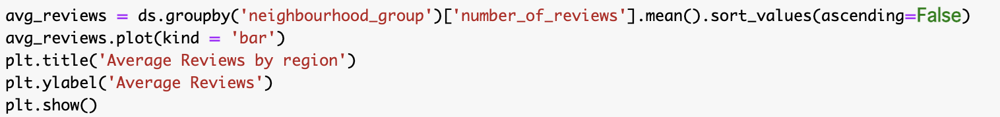 avg_reviews = ds.groupby('neighbourhood_group')['number_of_reviews'].mean().sort_values(ascending=False)
avg_reviews.plot(kind = 'bar')
plt.title('Average Reviews by region')
plt.ylabel('Average Reviews')
plt.show()